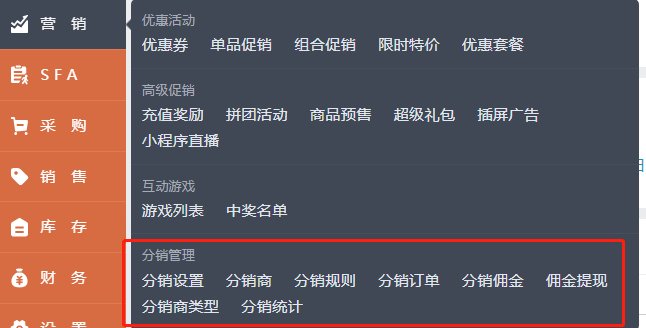 营 销
SFA
采 购
销 售
库 存
财 务
设 置
优惠活动
优惠券 单品促销 组合促销 限时特价 优惠套餐
高级促销
充值奖励 拼团活动 商品预售 超级礼包 插屏广告
小程序直播
互动游戏
游戏列表 中奖名单
分销管理
分销设置 分销商 分销规则 分销订单 分销佣金 佣金提现
分销商类型 分销统计